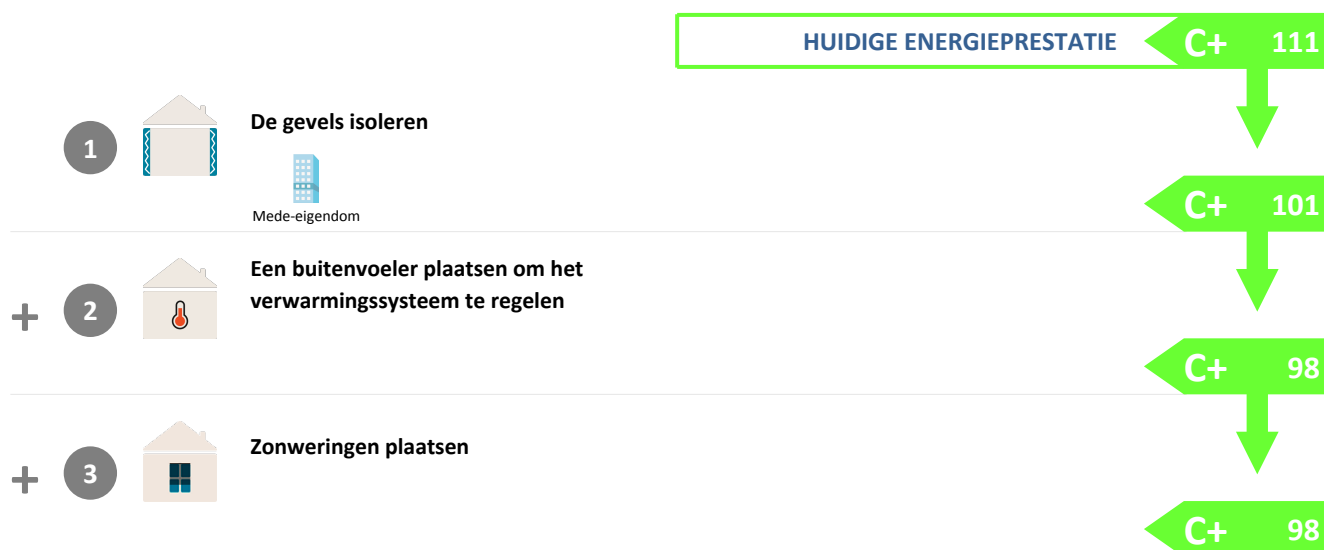 HUIDIGE ENERGIEPRESTATIE C+ 111
1 De gevels isoleren
Mede-eigendom
C+ 101
+ 2 Een buitenvoeler plaatsen om het
verwarmingssysteem te regelen
C+ 98
+ 3 Zonweringen plaatsen
C+ 98